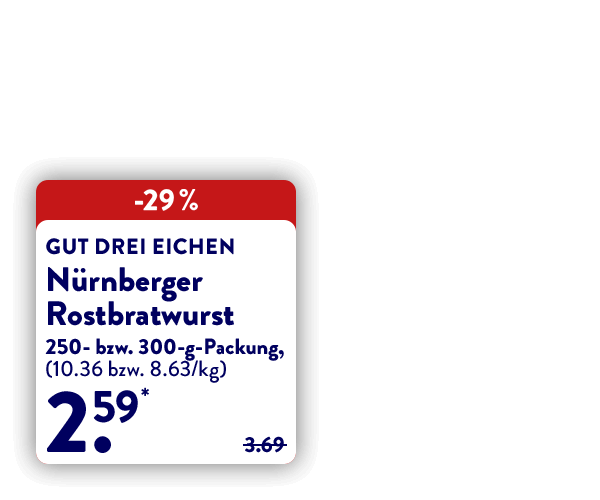 -29 %
GUT DREI EICHEN
Nürnberger
Rostbratwurst
250- bzw. 300-g-Packung,
(10.36 bzw. 8.63/kg)
2.59*
3.69